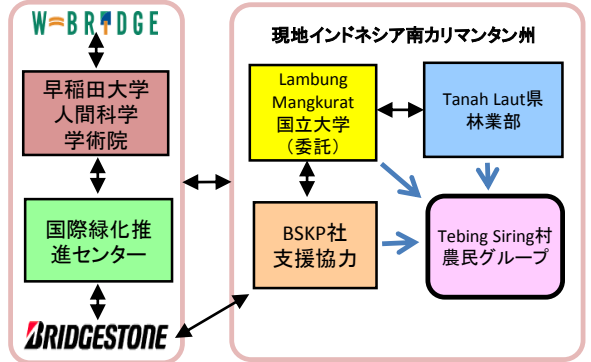 W-BRIDGE
早稲田大学
人間科学
学術院
国際緑化推
進センター
BRIDGESTONE
現地インドネシア南カリマンタン州
Lambung
Mangkurat
国立大学
（委託）
Tanah Laut県
林業部
BSKP社
支援協力
Tebing Siring村
農民グループ